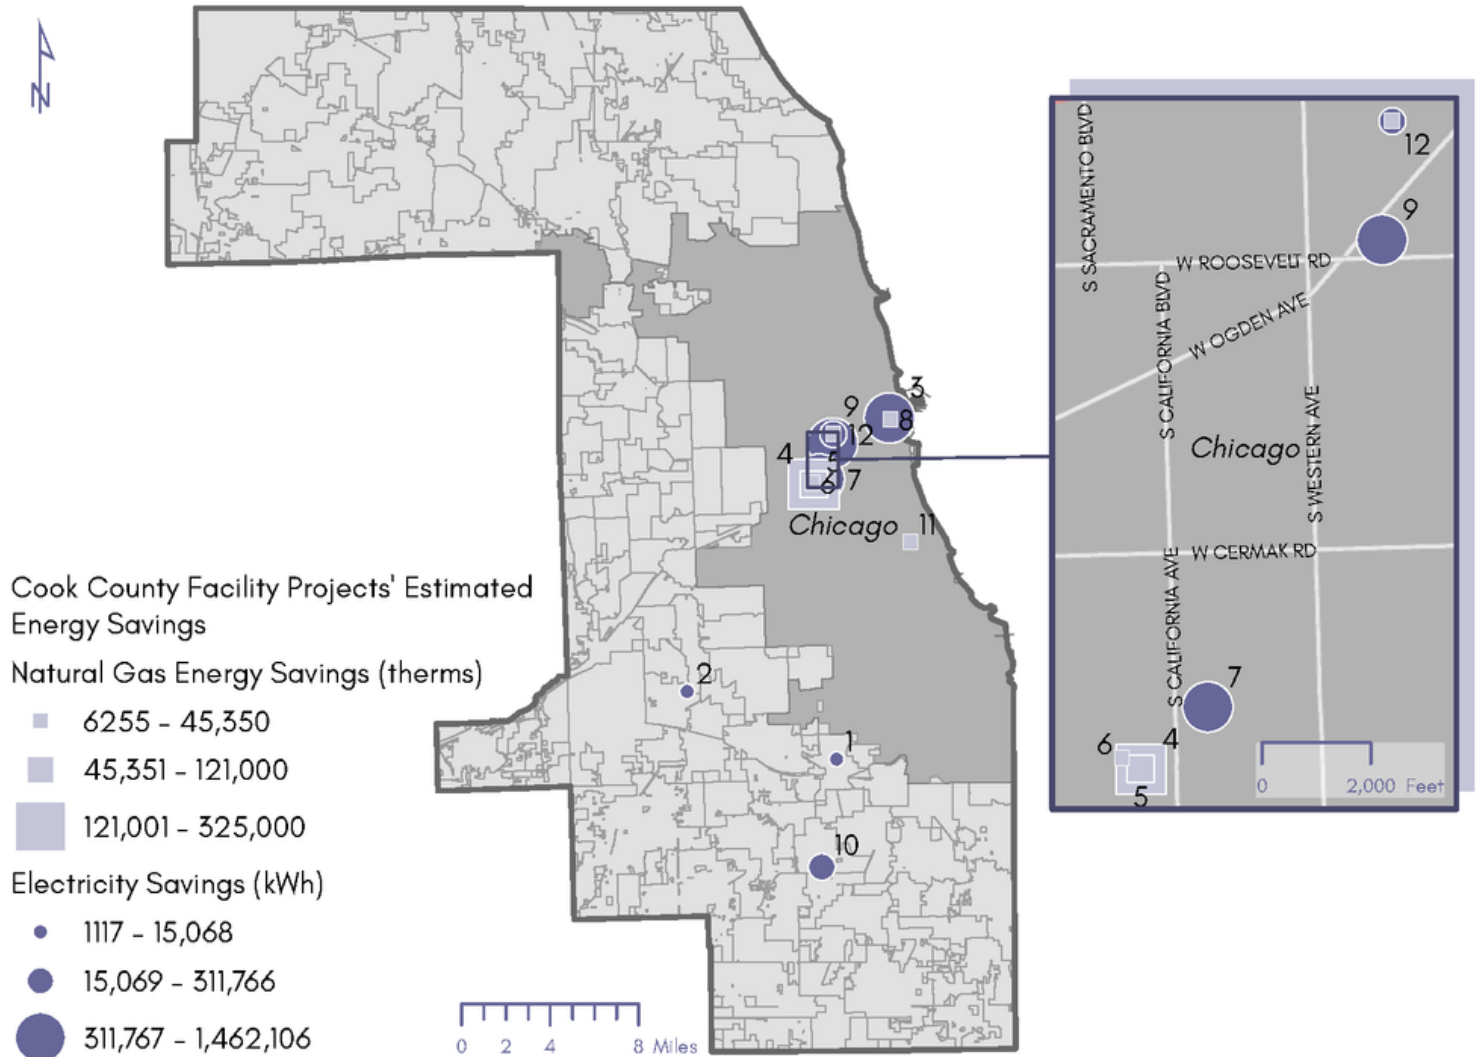 N
3
9
8
12
4
5
6
7
Chicago
11
2
1
10
Cook County Facility Projects' Estimated
Energy Savings
Natural Gas Energy Savings (therms)
6255 - 45,350
45,351 - 121,000
121,001 - 325,000
Electricity Savings (kWh)
1117 - 15,068
15,069 - 311,766
311,767 - 1,462,106
0 2 4 8 Miles
S SACRAMENTO BLVD
12
9
W ROOSEVELT RD
S CALIFORNIA BLVD
W OGDEN AVE
S WESTERN AVE
Chicago
W CERMAK RD
S CALIFORNIA AVE
7
6
4
5
0 2,000 Feet